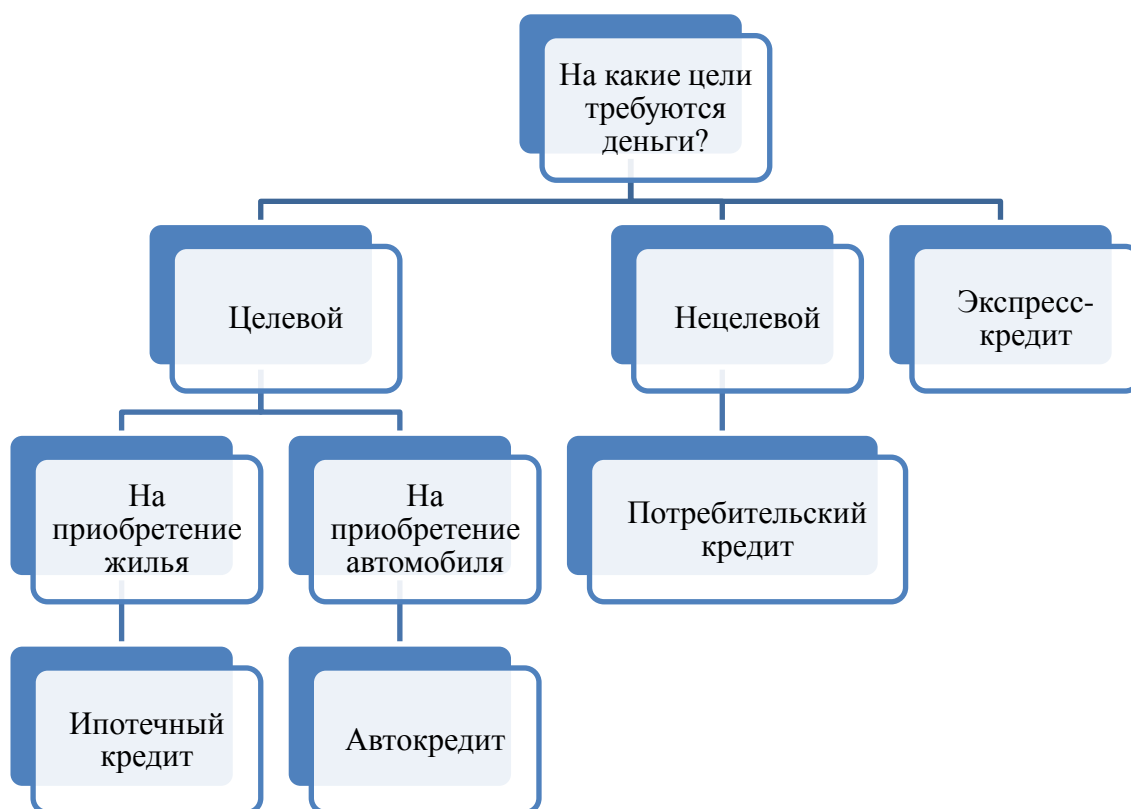 На какие цели
требуются
деньги?
Целевой
Нецелевой
Экспресс-
кредит
На
приобретение
жилья
На
приобретение
автомобиля
Потребительский
кредит
Ипотечный
кредит
Автокредит